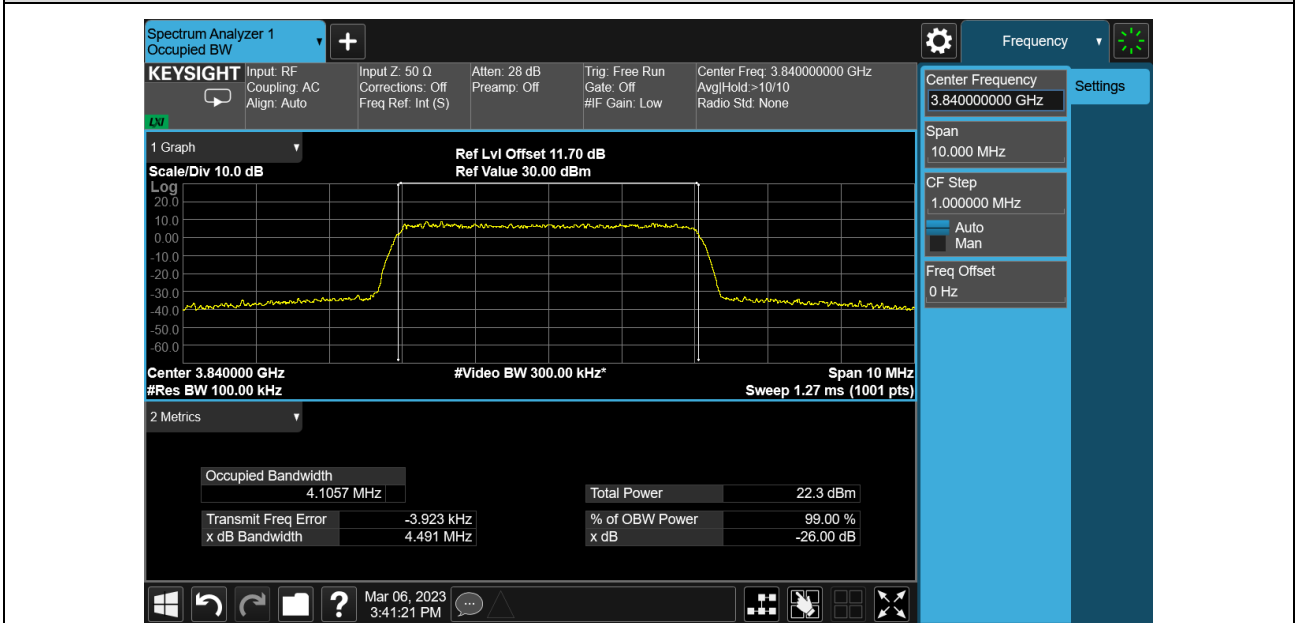 Spectrum Analyzer 1
Occupied BW
+
Frequency
KEYSIGHT
LXI
Input: RF
Coupling: AC
Align: Auto
Input Z: 50 Ω
Corrections: Off
Freq Ref: Int (S)
Atten: 28 dB
Preamp: Off
Trig: Free Run
Gate: Off
#IF Gain: Low
Center Freq: 3.840000000 GHz
Avg|Hold:>10/10
Radio Std: None
Center Frequency
3.840000000 GHz
Settings
Span
10.000 MHz
CF Step
1.000000 MHz
Auto
Man
Freq Offset
0 Hz
1 Graph
Scale/Div 10.0 dB
Ref Lvl Offset 11.70 dB
Ref Value 30.00 dBm
Log
20.0
10.0
0.00
-10.0
-20.0
-30.0
-40.0
-50.0
-60.0
Center 3.840000 GHz
#Video BW 300.00 kHz*
Span 10 MHz
#Res BW 100.00 kHz
Sweep 1.27 ms (1001 pts)
2 Metrics
Occupied Bandwidth
4.1057 MHz
Total Power 22.3 dBm
Transmit Freq Error -3.923 kHz
% of OBW Power 99.00 %
x dB Bandwidth 4.491 MHz
x dB -26.00 dB
?
Mar 06, 2023
3:41:21 PM